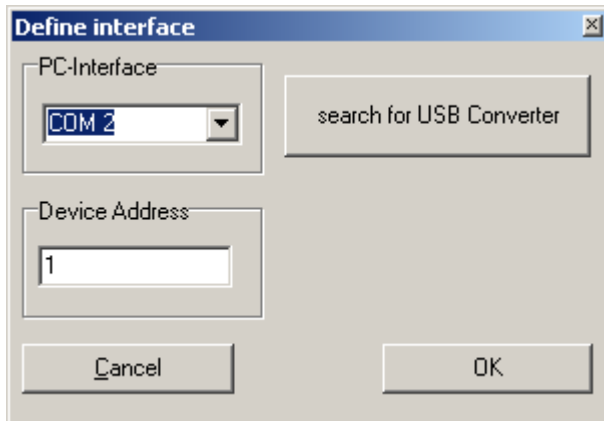 Define interface
PC-Interface
COM 2
search for USB Converter
Device Address
1
Cancel
OK